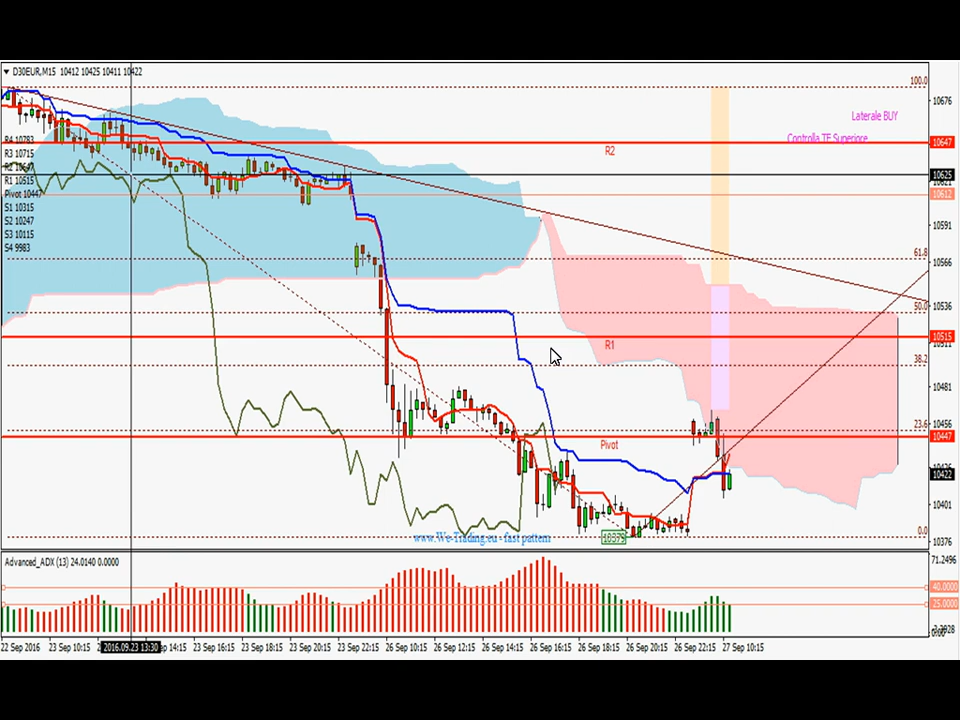 D30EUR,M15 10412 10425 10411 10422
100.0
10676
Laterale BUY
Controlla TE Superiore
R4 10783
R3 10715
R1 10515
Pivot 10447
S1 10315
S2 10247
S3 10115
S4 9983
R2
10647
10625
10612
10591
61.8
10566
50.0
10536
10515
R1
38.2
10481
23.6
10456
10447
Pivot
10422
10401
0.0
10376
10379
www.We-Trading.eu - fast pattern
Advanced_ADX (13) 24.0140 0.0000
71.2496
40.0000
25.0000
22 Sep 2016
23 Sep 10:15
2016.09.23 13:30
14:15
23 Sep 16:15
23 Sep 18:15
23 Sep 20:15
23 Sep 22:15
26 Sep 10:15
26 Sep 12:15
26 Sep 14:15
26 Sep 16:15
26 Sep 18:15
26 Sep 20:15
26 Sep 22:15
27 Sep 10:15